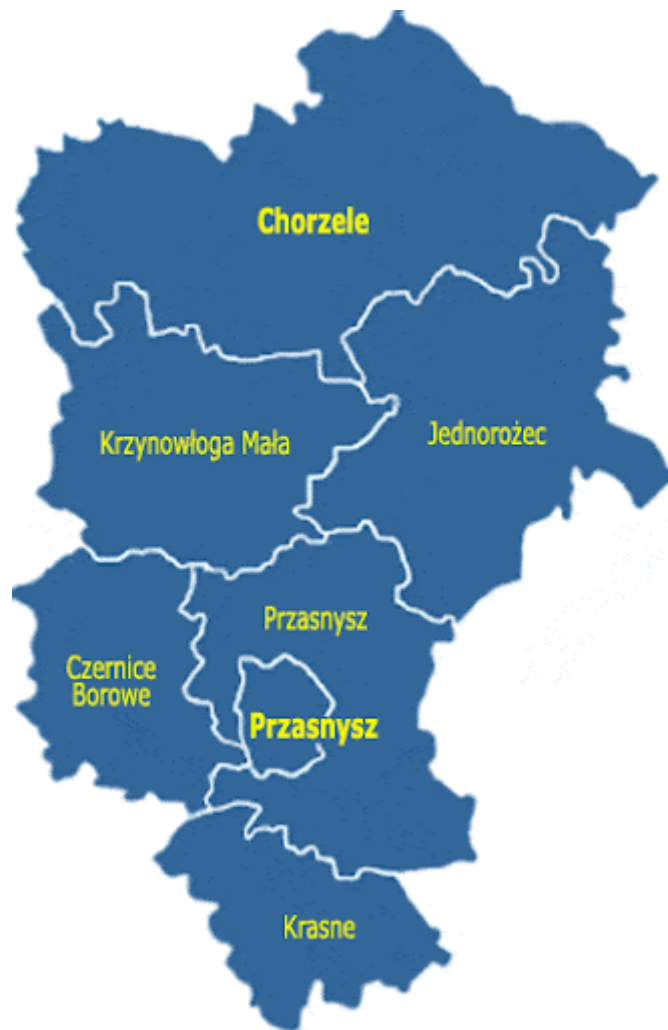 Chorzele
Krzynowłoga Mała
Jednorożec
Przasnysz
Czernice
Borowe
Przasnysz
Krasne